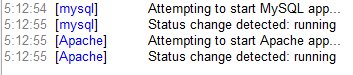 5:12:54 [mysql] Attempting to start MySQL app...
5:12:55 [mysql] Status change detected: running
5:12:55 [Apache] Attempting to start Apache app...
5:12:55 [Apache] Status change detected: running